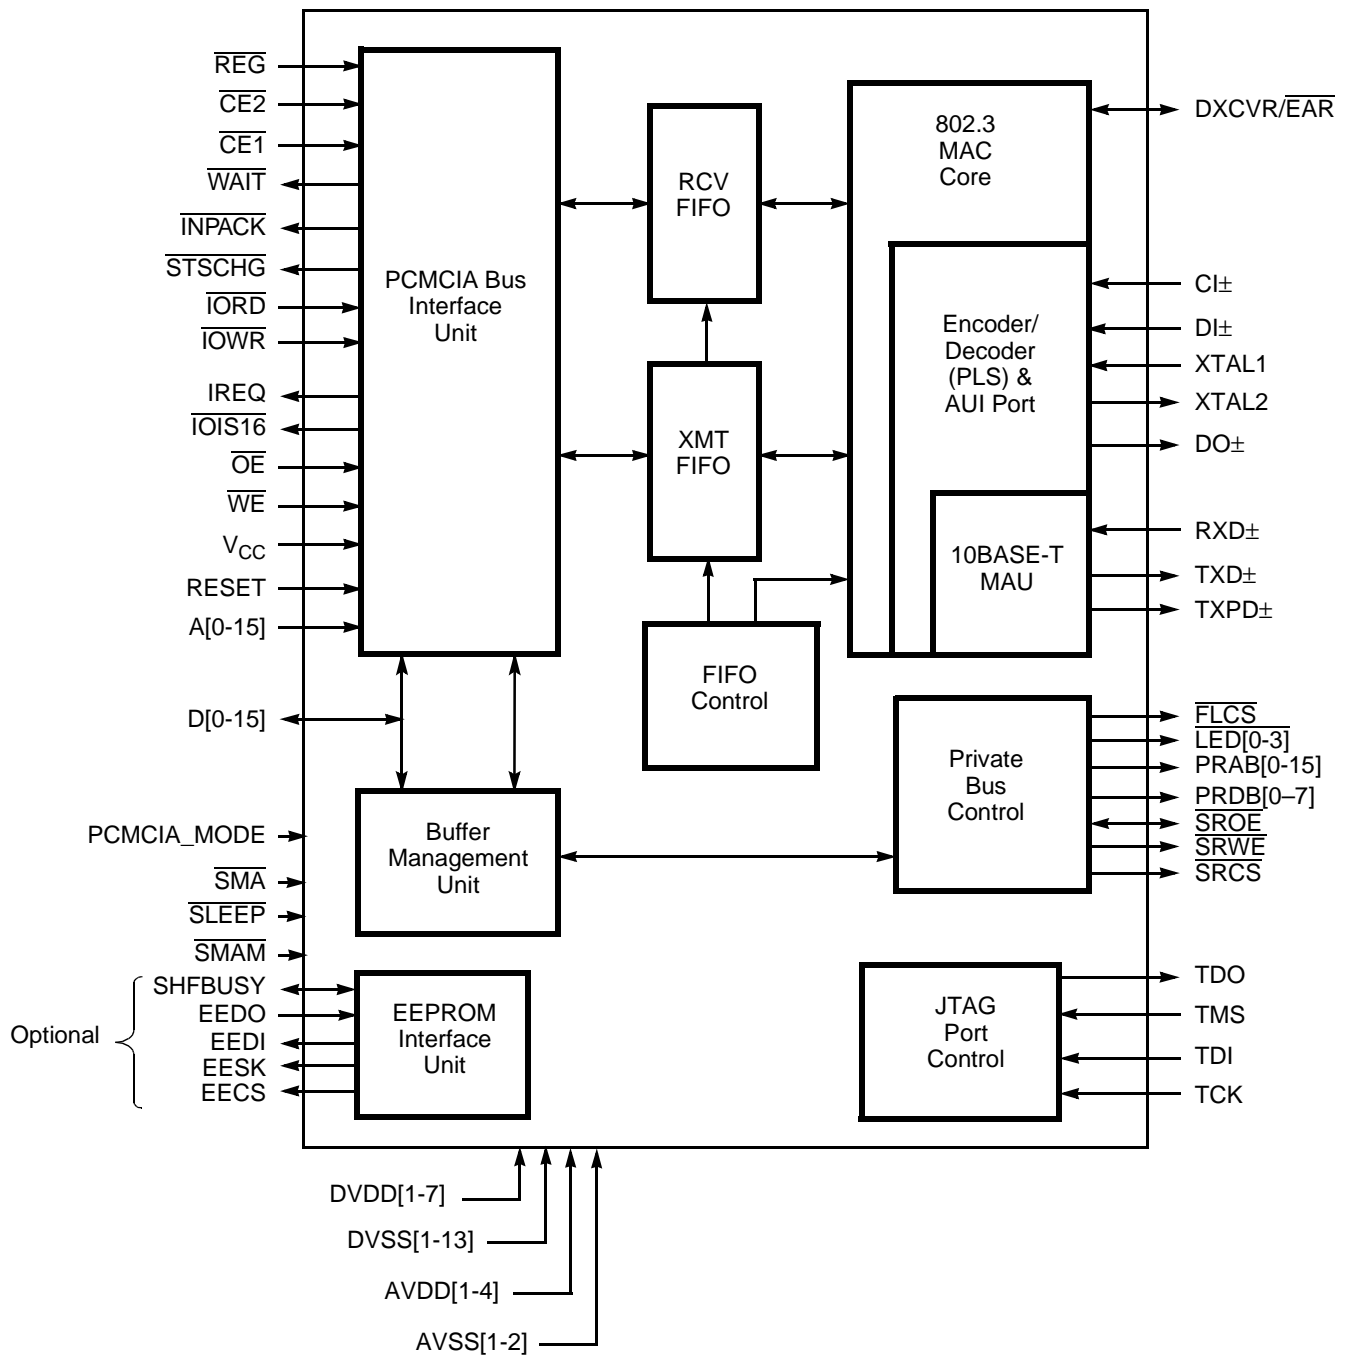 REG
CE2
CE1
WAIT
INPACK
STSCHG
IORD
IOWR
IREQ
IOIS16
OE
WE
VCC
RESET
A[0-15]
D[0-15]
PCMCIA_MODE
SMA
SLEEP
SMAM
Optional
SHFBUSY
EEDO
EEDI
EESK
EECS
PCMCIA Bus
Interface
Unit
Buffer
Management
Unit
EEPROM
Interface
Unit
RCV
FIFO
XMT
FIFO
FIFO
Control
802.3
MAC
Core
Encoder/
Decoder
(PLS) &
AUI Port
10BASE-T
MAU
Private
Bus
Control
JTAG
Port
Control
DXCVR/EAR
CI±
DI±
XTAL1
XTAL2
DO±
RXD±
TXD±
TXPD±
FLCS
LED[0-3]
PRAB[0-15]
PRDB[0–7]
SROE
SRWE
SRCS
TDO
TMS
TDI
TCK
DVDD[1-7]
DVSS[1-13]
AVDD[1-4]
AVSS[1-2]